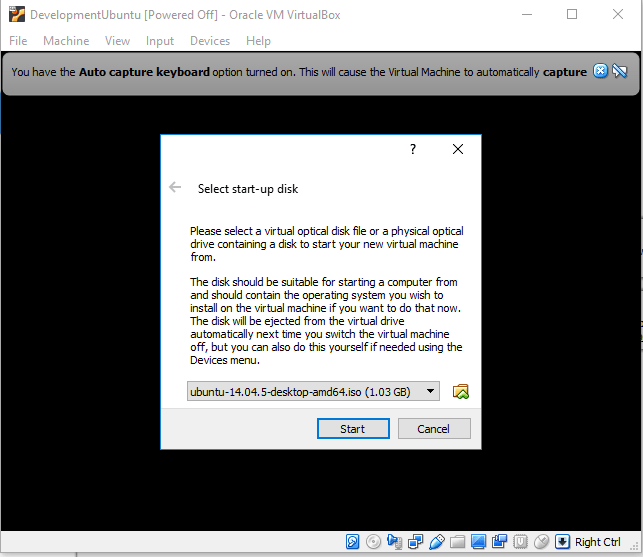 DevelopmentUbuntu [Powered Off] - Oracle VM VirtualBox
File Machine View Input Devices Help
You have the Auto capture keyboard option turned on. This will cause the Virtual Machine to automatically capture
?
Select start-up disk
Please select a virtual optical disk file or a physical optical
drive containing a disk to start your new virtual machine
from.
The disk should be suitable for starting a computer from
and should contain the operating system you wish to
install on the virtual machine if you want to do that now.
The disk will be ejected from the virtual drive
automatically next time you switch the virtual machine
off, but you can also do this yourself if needed using the
Devices menu.
ubuntu-14.04.5-desktop-amd64.iso (1.03 GB)
Start Cancel
Right Ctrl